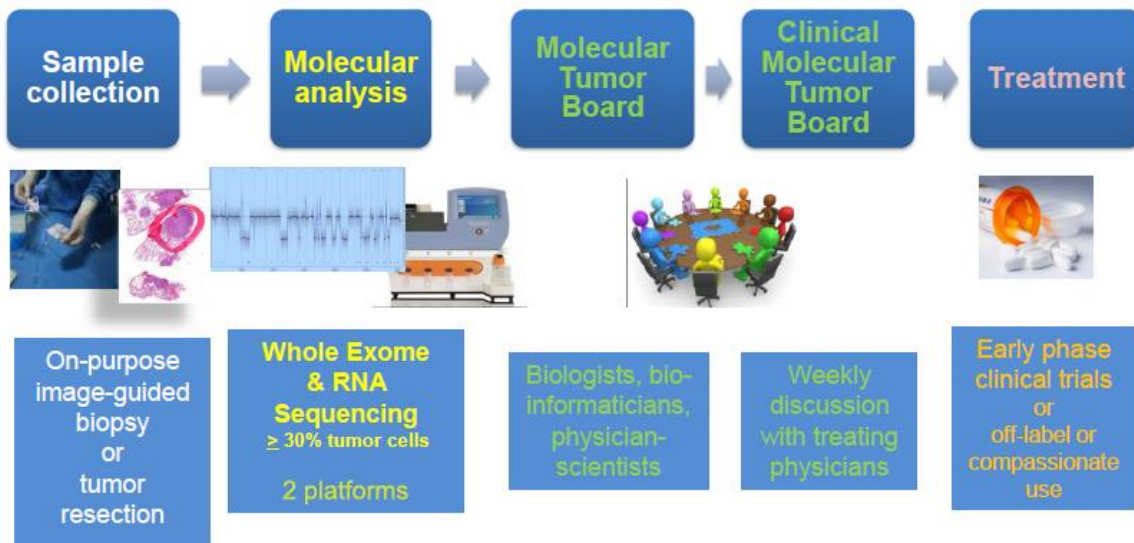 Sample
collection
Molecular
analysis
Molecular
Tumor
Board
Clinical
Molecular
Tumor
Board
Treatment
On-purpose
image-guided
biopsy
or
tumor
resection
Whole Exome
& RNA
Sequencing
≥ 30% tumor cells
2 platforms
Biologists, bio-
informaticians,
physician-
scientists
Weekly
discussion
with treating
physicians
Early phase
clinical trials
or
off-label or
compassionate
use